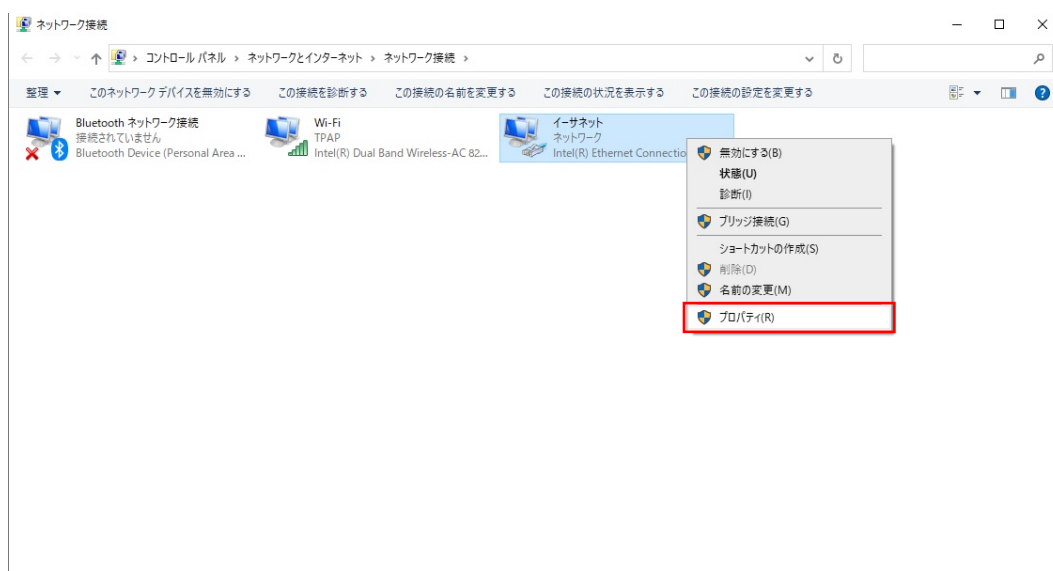 ネットワーク接続
コントロール パネル › ネットワークとインターネット › ネットワーク接続 ›
整理 このネットワーク デバイスを無効にする この接続を診断する この接続の名前を変更する この接続の状況を表示する この接続の設定を変更する
Bluetooth ネットワーク接続
接続されていません
Bluetooth Device (Personal Area ...
Wi-Fi
TPAP
Intel(R) Dual Band Wireless-AC 82...
イーサネット
ネットワーク
Intel(R) Ethernet Connectio
無効にする(B)
状態(U)
診断(I)
ブリッジ接続(G)
ショートカットの作成(S)
削除(D)
名前の変更(M)
プロパティ(R)